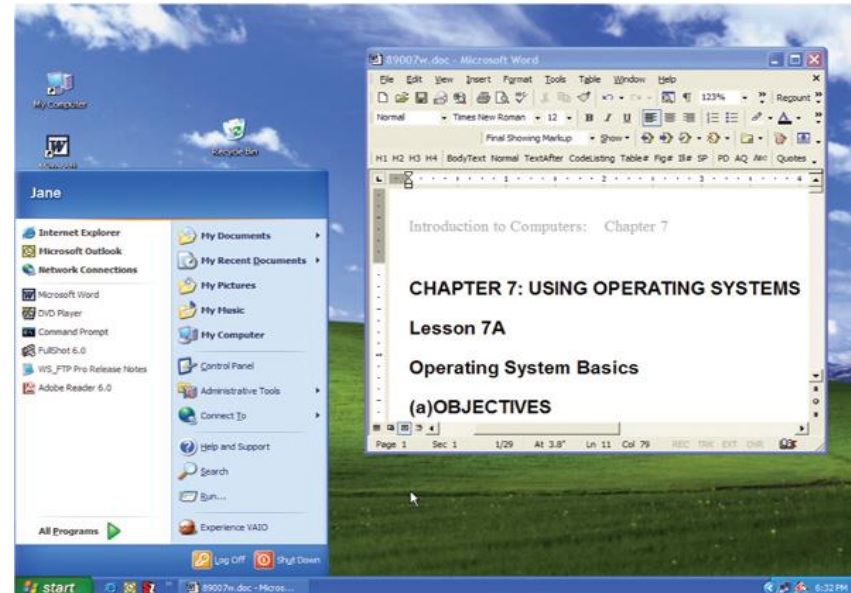 My Computer
Recycle Bin
Jane
Internet Explorer
Microsoft Outlook
Network Connections
Microsoft Word
DVD Player
Command Prompt
FullShot 6.0
WS_FTP Pro Release Notes
Adobe Reader 6.0
All Programs
My Documents
My Recent Documents
My Pictures
My Music
My Computer
Control Panel
Administrative Tools
Connect To
Help and Support
Search
Run...
Experience VAIO
Log Off Shut Down
89007w.doc - Microsoft Word
File Edit View Insert Format Tools Table Window Help
123% Recount
Normal Times New Roman 12 B I U A
Final Showing Markup Show
H1 H2 H3 H4 BodyText Normal TextAfter CodeListing Table# Fig# Ill# SP PD AQ Quotes
1 2 3 4
Introduction to Computers: Chapter 7
CHAPTER 7: USING OPERATING SYSTEMS
Lesson 7A
Operating System Basics
(a)OBJECTIVES
Page 1 Sec 1 1/29 At 3.8" Ln 11 Col 79 REC TRK EXT OVR
start 89007w.doc - Micros... 6:32 PM